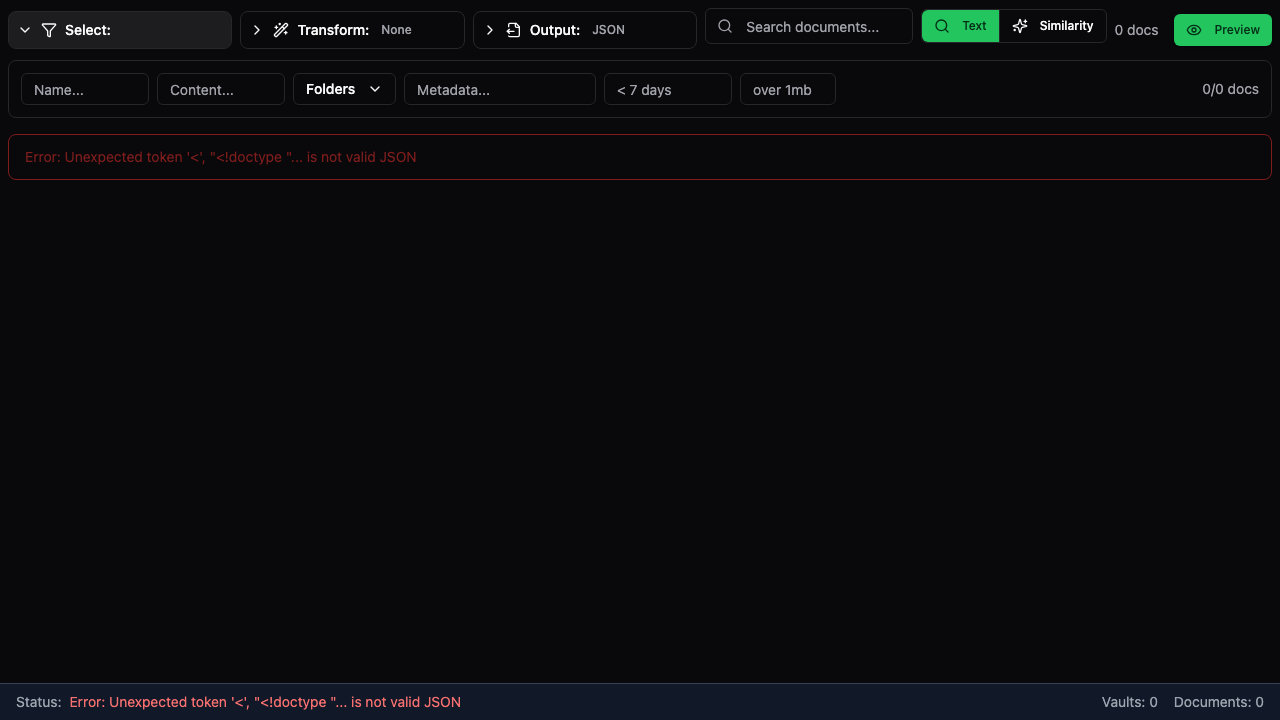 Select: Transform: None Output: JSON Search documents... Text Similarity 0 docs Preview
Name... Content... Folders Metadata... < 7 days over 1mb 0/0 docs
Error: Unexpected token '<', "<!doctype "... is not valid JSON
Status: Error: Unexpected token '<', "<!doctype "... is not valid JSON Vaults: 0 Documents: 0